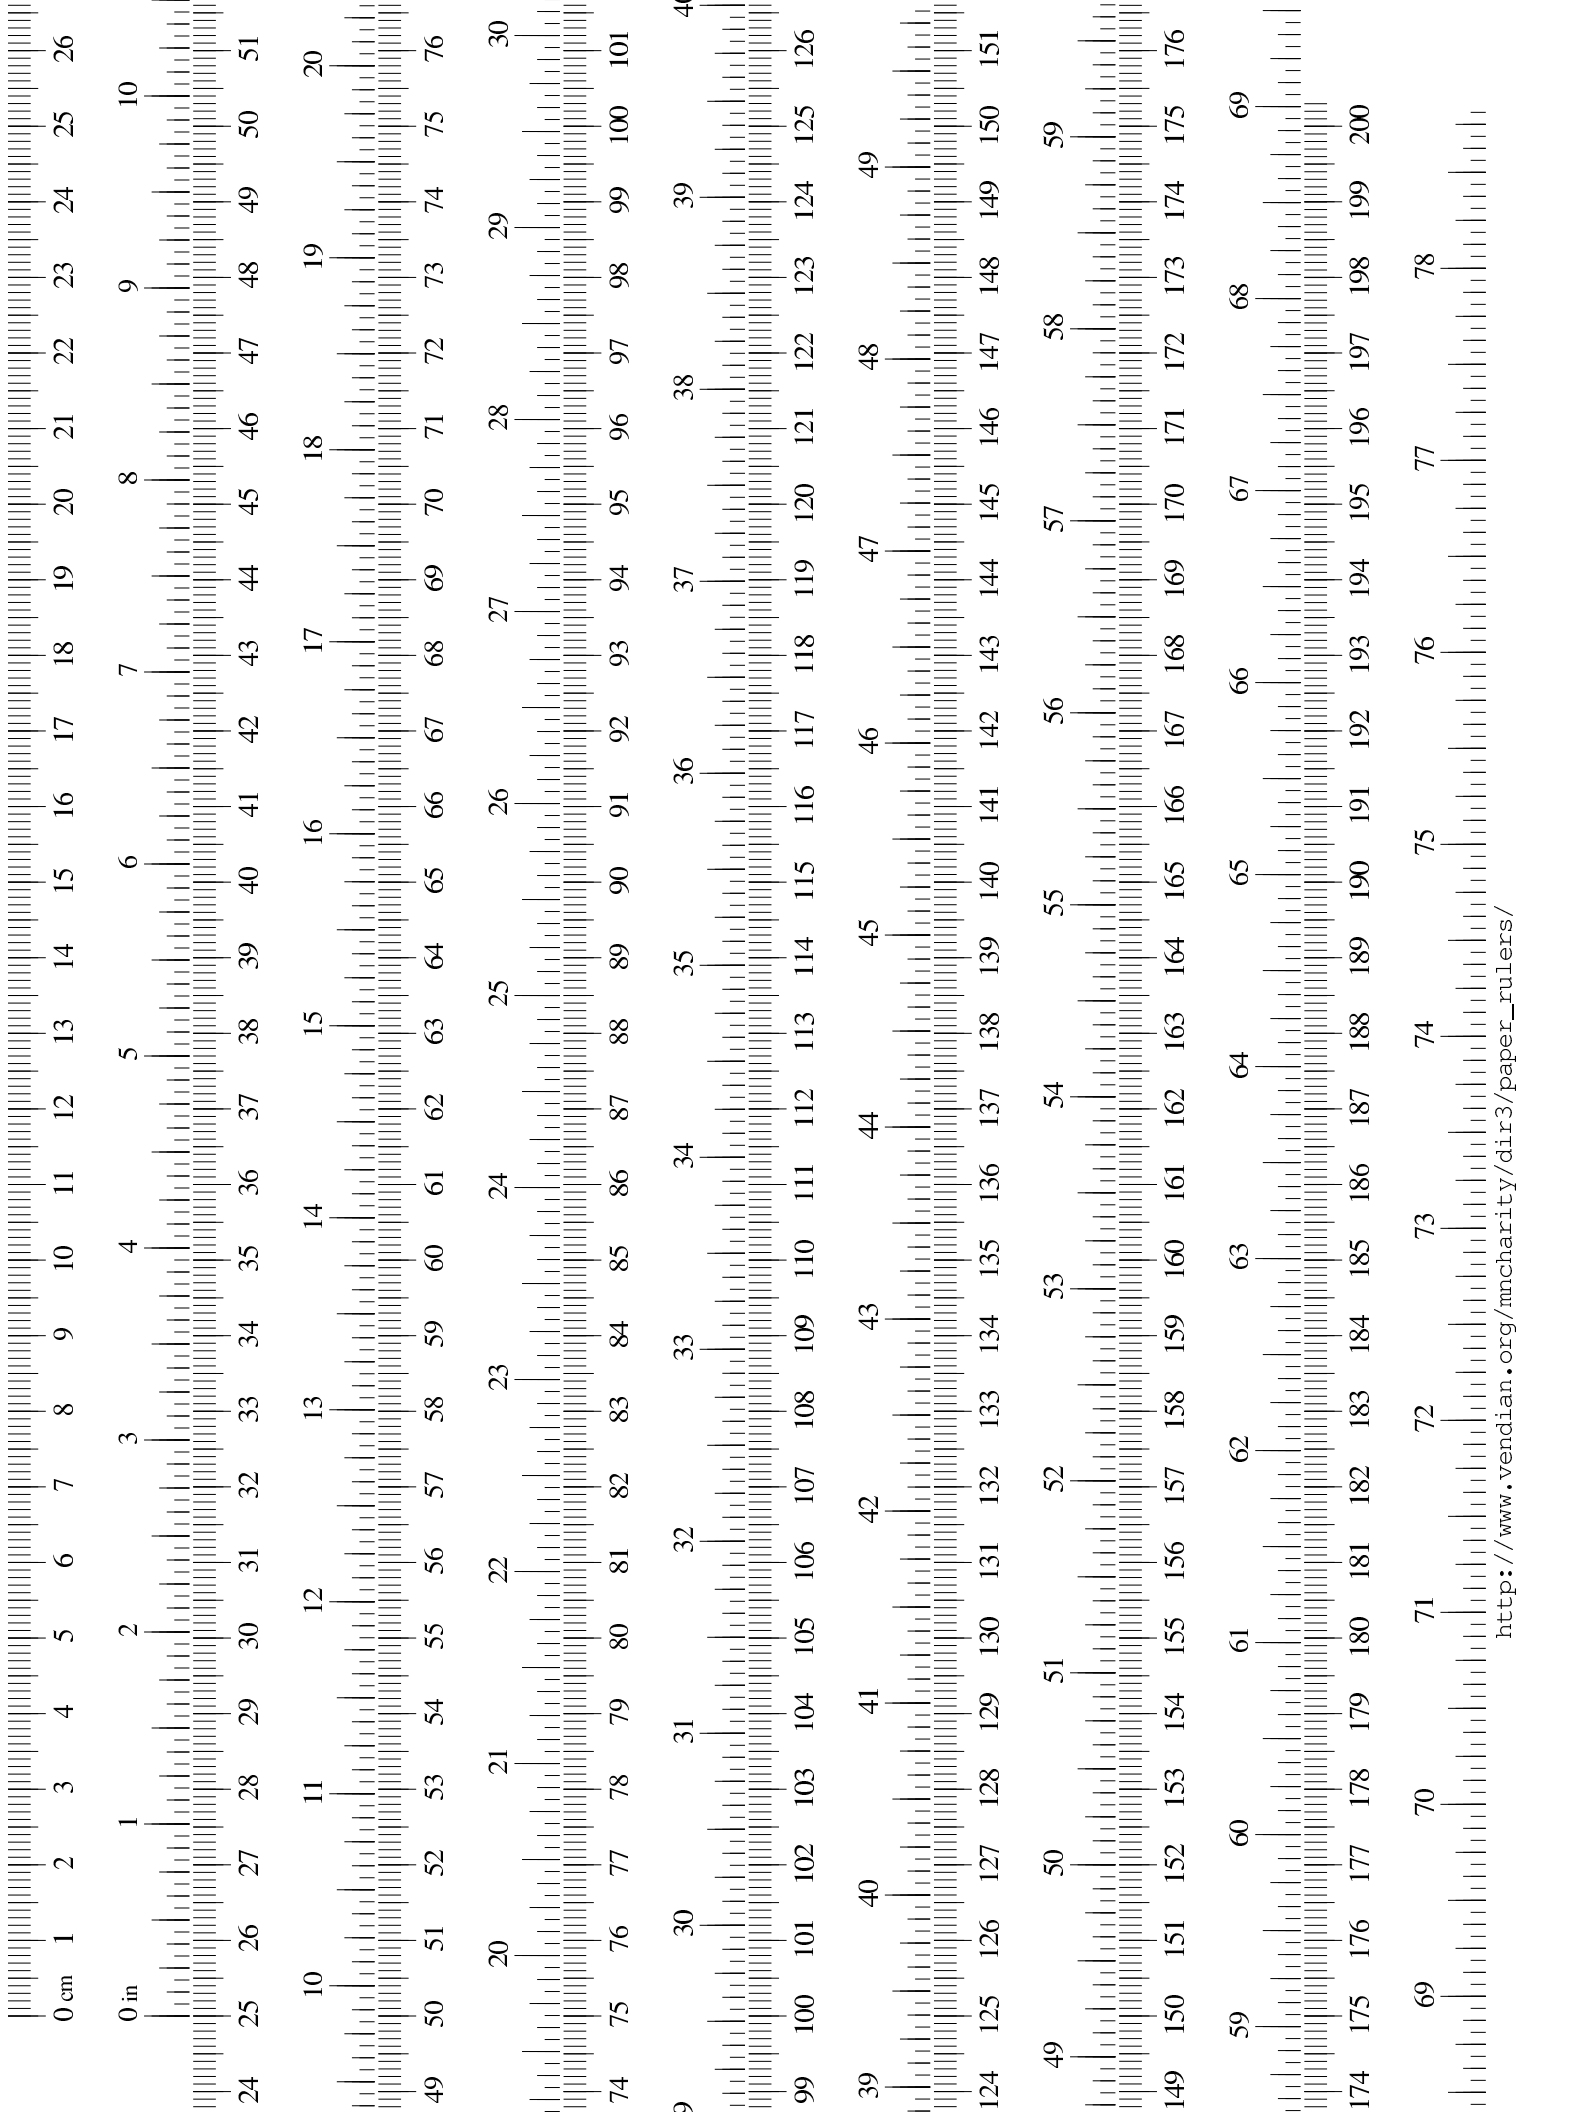 0 cm 1 2 3 4 5 6 7 8 9 10 11 12 13 14 15 16 17 18 19 20 21 22 23 24 25 26
0 in 1 2 3 4 5 6 7 8 9 10
24 25 26 27 28 29 30 31 32 33 34 35 36 37 38 39 40 41 42 43 44 45 46 47 48 49 50 51
10 11 12 13 14 15 16 17 18 19 20
49 50 51 52 53 54 55 56 57 58 59 60 61 62 63 64 65 66 67 68 69 70 71 72 73 74 75 76
20 21 22 23 24 25 26 27 28 29 30
74 75 76 77 78 79 80 81 82 83 84 85 86 87 88 89 90 91 92 93 94 95 96 97 98 99 100 101
9 30 31 32 33 34 35 36 37 38 39 40
99 100 101 102 103 104 105 106 107 108 109 110 111 112 113 114 115 116 117 118 119 120 121 122 123 124 125 126
39 40 41 42 43 44 45 46 47 48 49
124 125 126 127 128 129 130 131 132 133 134 135 136 137 138 139 140 141 142 143 144 145 146 147 148 149 150 151
49 50 51 52 53 54 55 56 57 58 59
149 150 151 152 153 154 155 156 157 158 159 160 161 162 163 164 165 166 167 168 169 170 171 172 173 174 175 176
59 60 61 62 63 64 65 66 67 68 69
174 175 176 177 178 179 180 181 182 183 184 185 186 187 188 189 190 191 192 193 194 195 196 197 198 199 200
69 70 71 72 73 74 75 76 77 78
http://www.vendian.org/mncharity/dir3/paper_rulers/